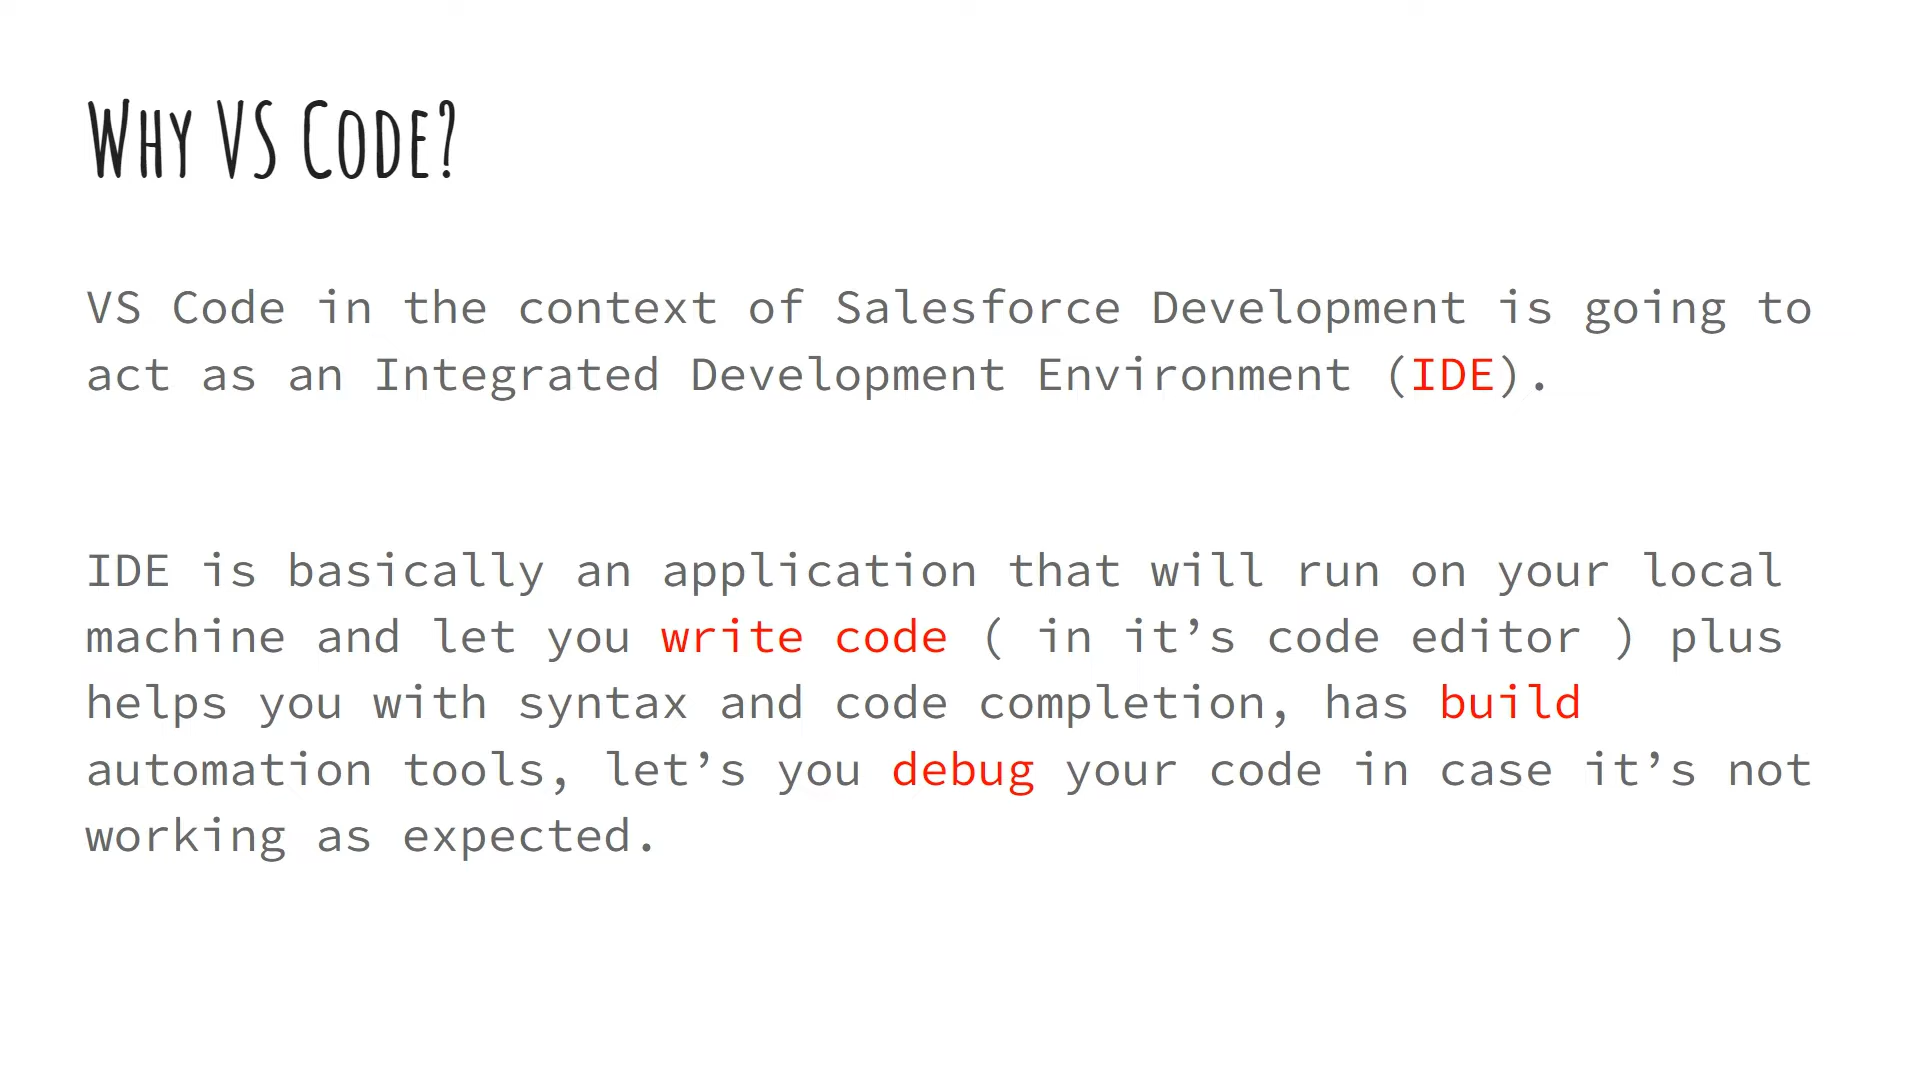 Why VS Code?
VS Code in the context of Salesforce Development is going to
act as an Integrated Development Environment (IDE).
IDE is basically an application that will run on your local
machine and let you write code ( in it’s code editor ) plus
helps you with syntax and code completion, has build
automation tools, let’s you debug your code in case it’s not
working as expected.